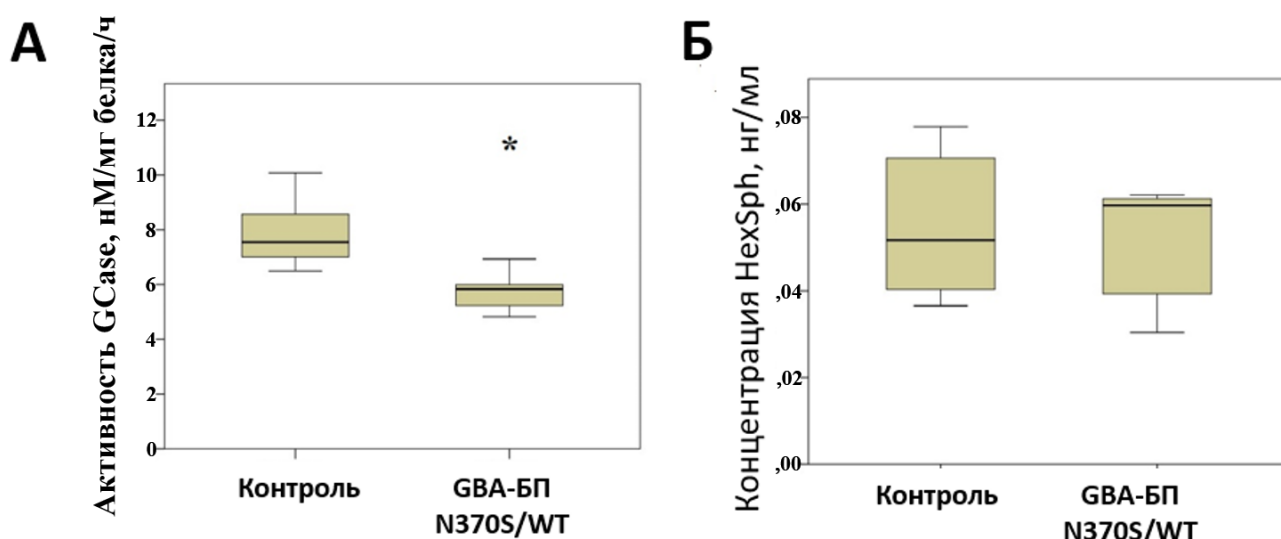 А
Активность GCase, нМ/мг белка/ч
12
10
8
6
4
2
0
*
Контроль
GBA-БП
N370S/WT
Б
Концентрация HexSph, нг/мл
,08
,06
,04
,02
,00
Контроль
GBA-БП
N370S/WT